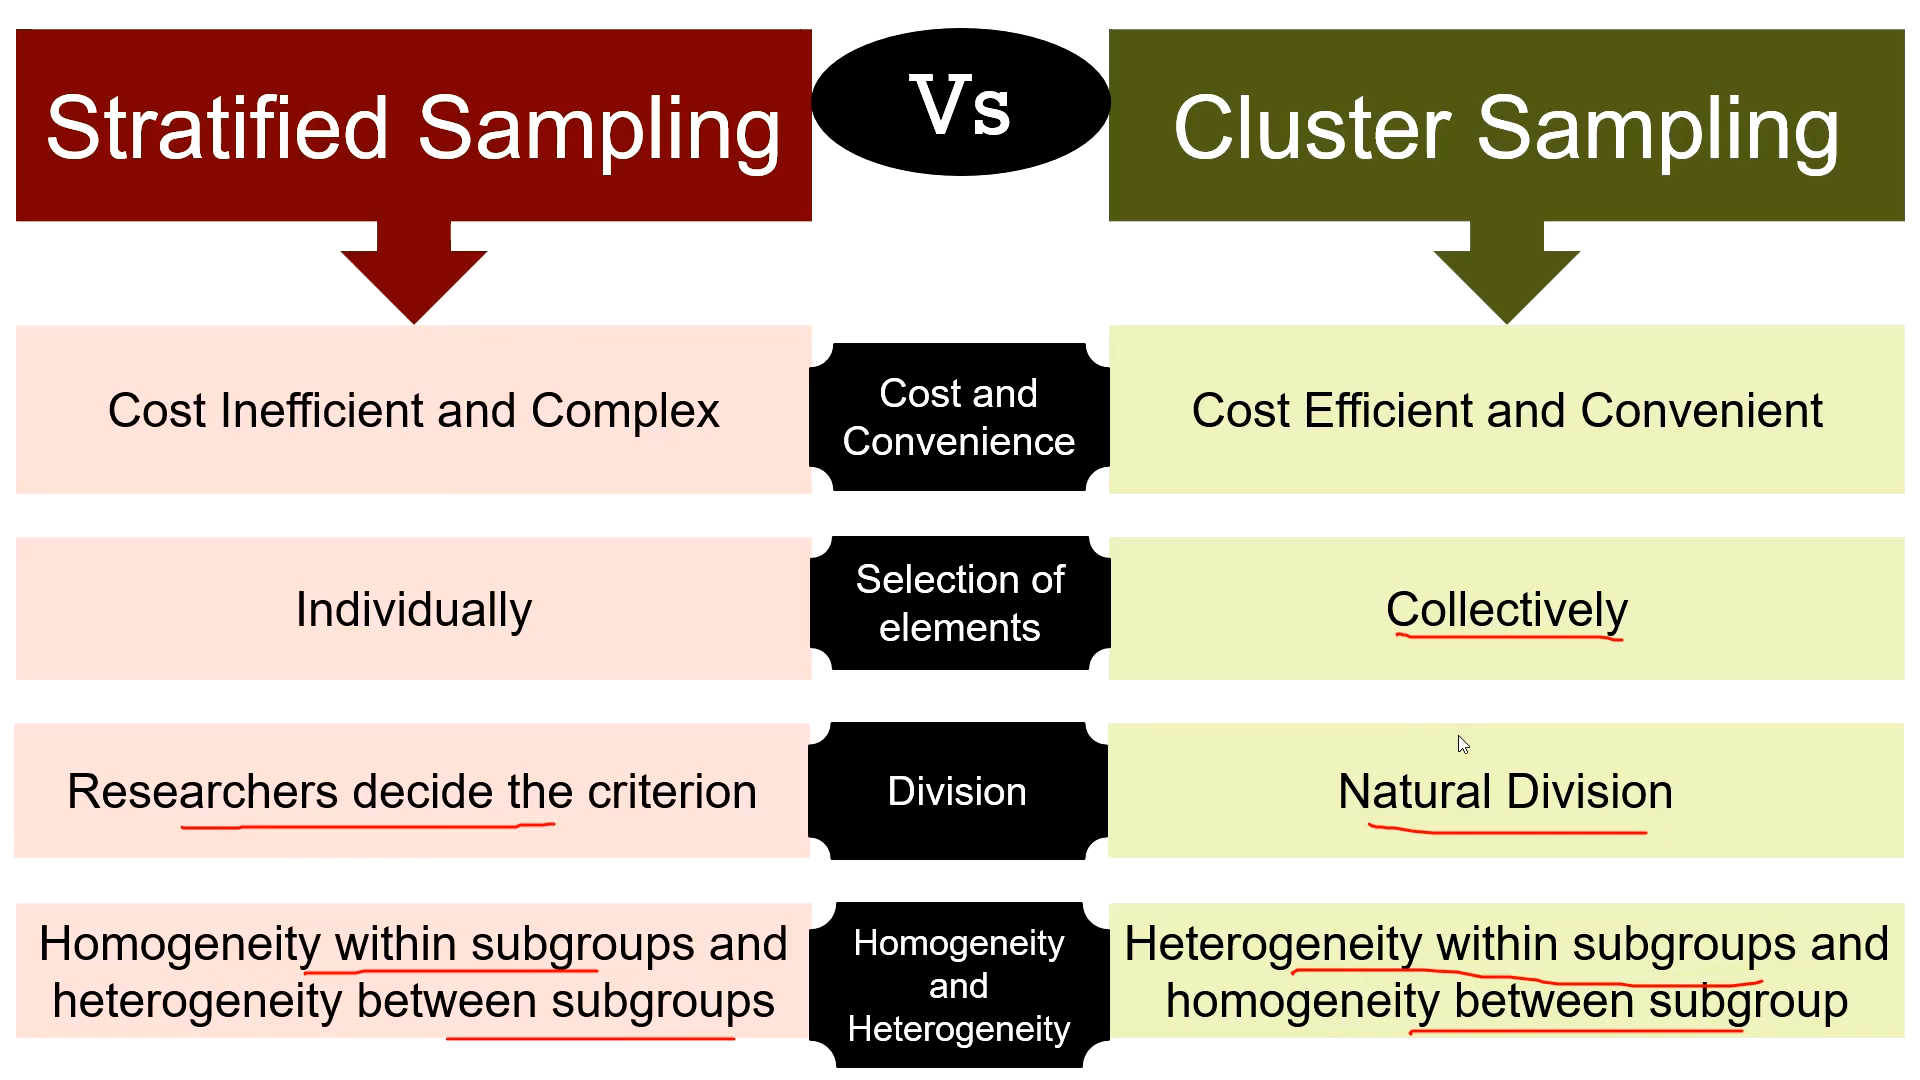 Stratified Sampling
Vs
Cluster Sampling
Cost Inefficient and Complex
Cost and
Convenience
Cost Efficient and Convenient
Individually
Selection of
elements
Collectively
Researchers decide the criterion
Division
Natural Division
Homogeneity within subgroups and
heterogeneity between subgroups
Homogeneity
and
Heterogeneity
Heterogeneity within subgroups and
homogeneity between subgroup